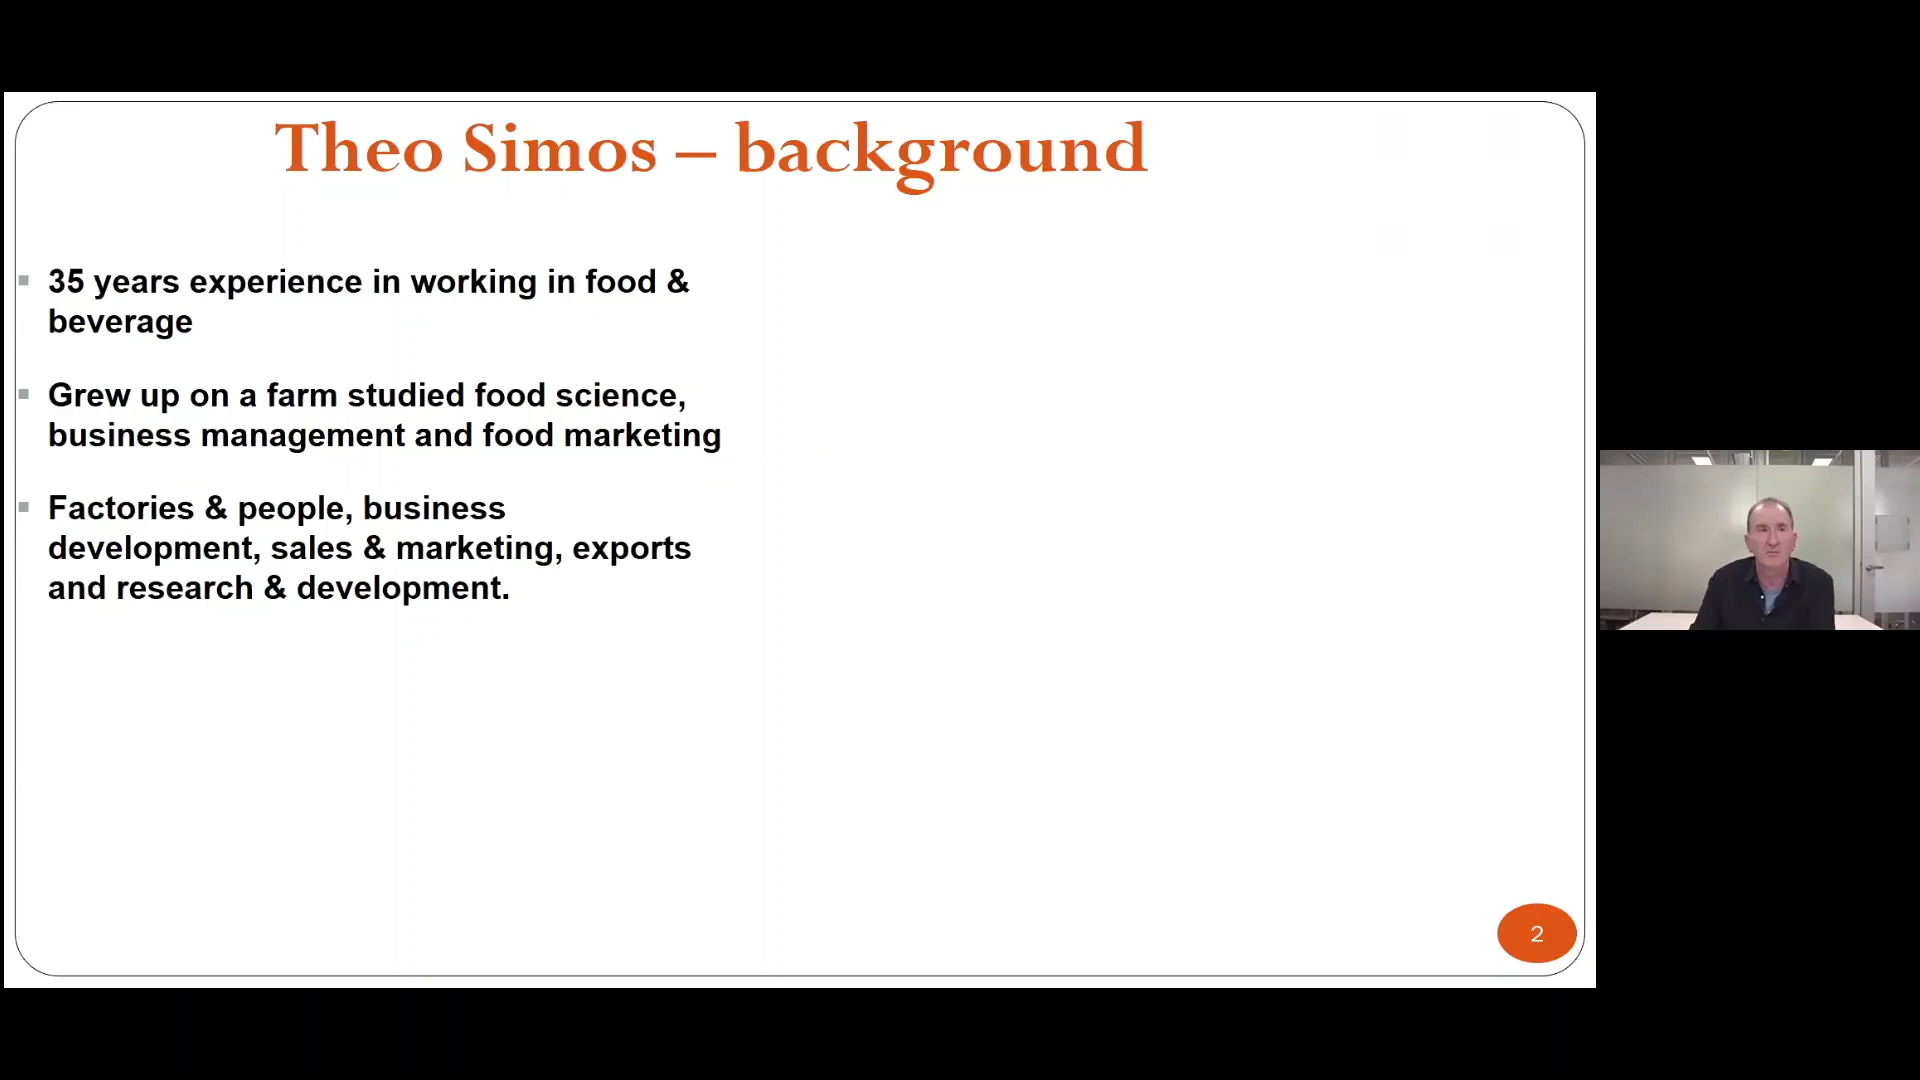 Theo Simos – background
35 years experience in working in food &
beverage
Grew up on a farm studied food science,
business management and food marketing
Factories & people, business
development, sales & marketing, exports
and research & development.
2